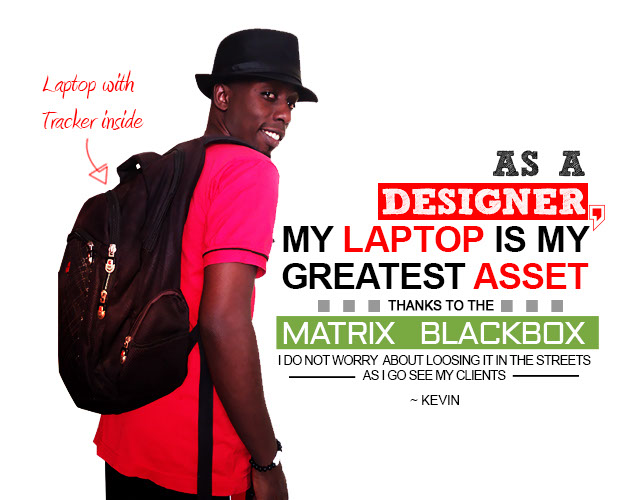 Laptop with
Tracker inside
AS A
DESIGNER,
MY LAPTOP IS MY
GREATEST ASSET
THANKS TO THE
MATRIX BLACKBOX
I DO NOT WORRY ABOUT LOOSING IT IN THE STREETS
AS I GO SEE MY CLIENTS
~ KEVIN